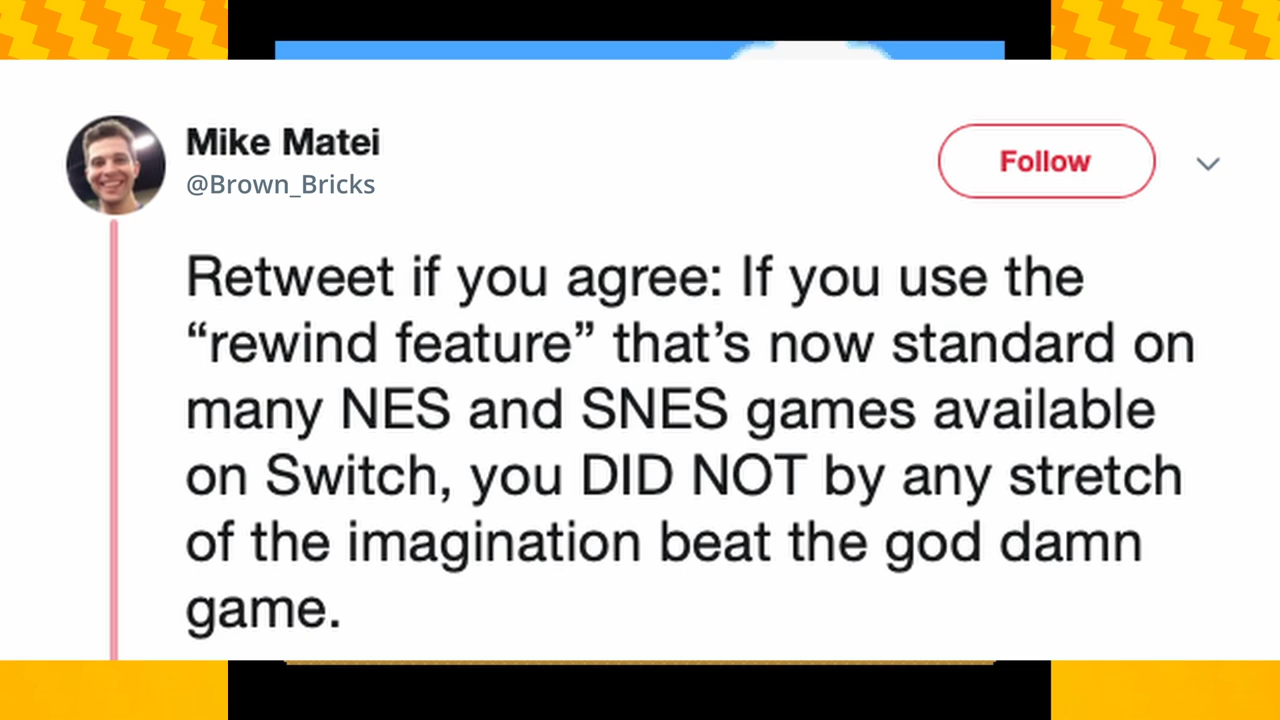 Mike Matei
@Brown_Bricks
Follow
Retweet if you agree: If you use the
“rewind feature” that’s now standard on
many NES and SNES games available
on Switch, you DID NOT by any stretch
of the imagination beat the god damn
game.